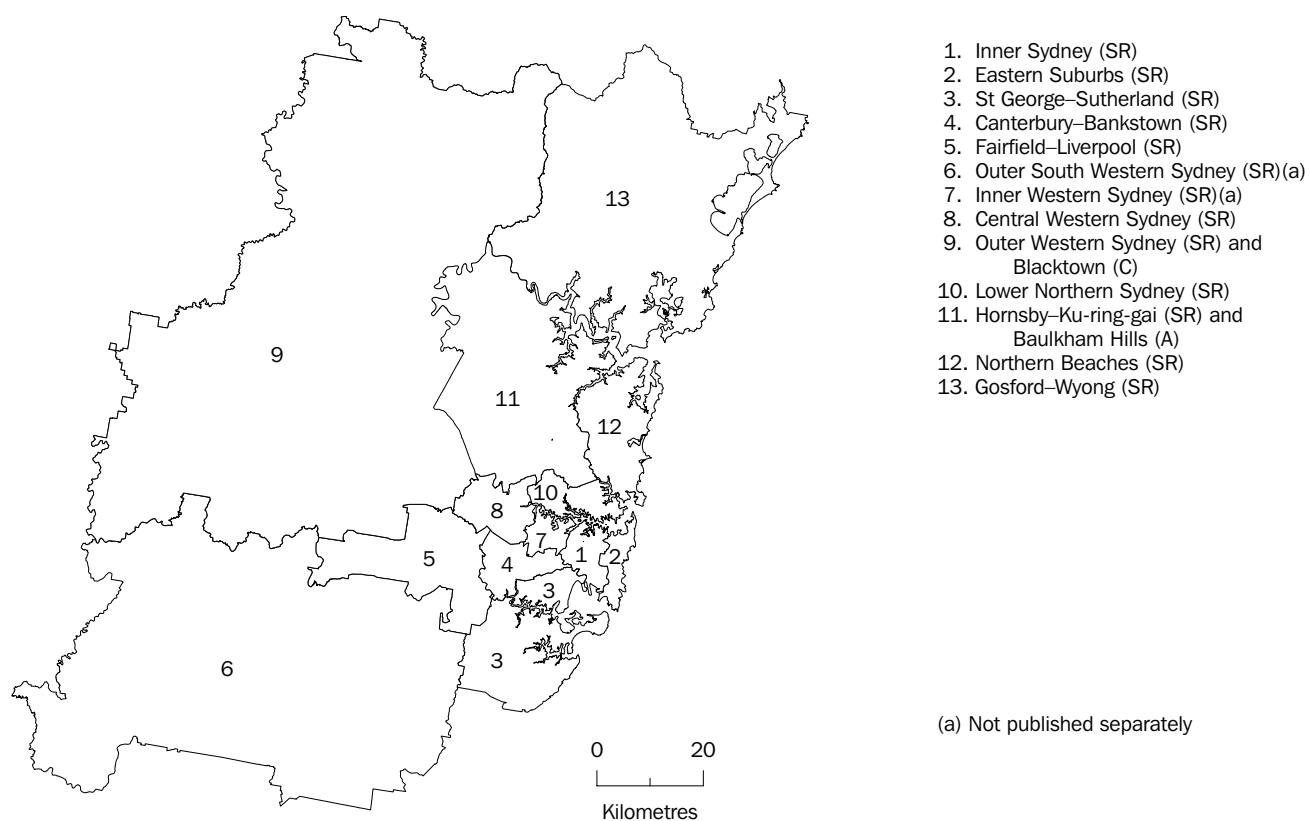 1. Inner Sydney (SR)
2. Eastern Suburbs (SR)
3. St George–Sutherland (SR)
4. Canterbury–Bankstown (SR)
5. Fairfield–Liverpool (SR)
6. Outer South Western Sydney (SR)(a)
7. Inner Western Sydney (SR)(a)
8. Central Western Sydney (SR)
9. Outer Western Sydney (SR) and
Blacktown (C)
10. Lower Northern Sydney (SR)
11. Hornsby–Ku-ring-gai (SR) and
Baulkham Hills (A)
12. Northern Beaches (SR)
13. Gosford–Wyong (SR)
13
9
11
12
10
8
7
1
2
5
4
3
3
6
(a) Not published separately
0 20
Kilometres